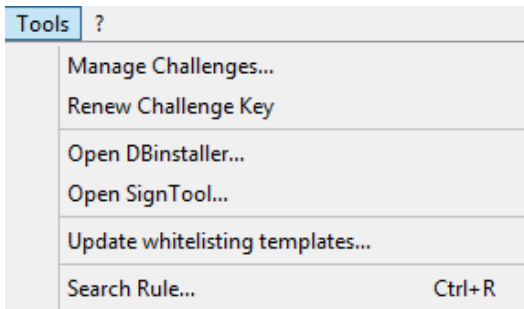 Tools ?
Manage Challenges...
Renew Challenge Key
Open DBinstaller...
Open SignTool...
Update whitelisting templates...
Search Rule... Ctrl+R